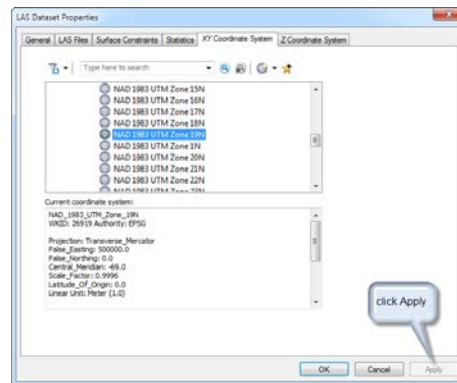 LAS Dataset Properties
General LAS Files Surface Constraints Statistics XY Coordinate System Z Coordinate System
Type here to search
NAD 1983 UTM Zone 15N
NAD 1983 UTM Zone 16N
NAD 1983 UTM Zone 17N
NAD 1983 UTM Zone 18N
NAD 1983 UTM Zone 19N
NAD 1983 UTM Zone 1N
NAD 1983 UTM Zone 20N
NAD 1983 UTM Zone 21N
NAD 1983 UTM Zone 22N
NAD 1983 UTM Zone 23N
Current coordinate system:
NAD_1983_UTM_Zone_19N
WKID: 26919 Authority: EPSG
Projection: Transverse_Mercator
False_Easting: 500000.0
False_Northing: 0.0
Central_Meridian: -69.0
Scale_Factor: 0.9996
Latitude_Of_Origin: 0.0
Linear Unit: Meter (1.0)
click Apply
OK Cancel Apply